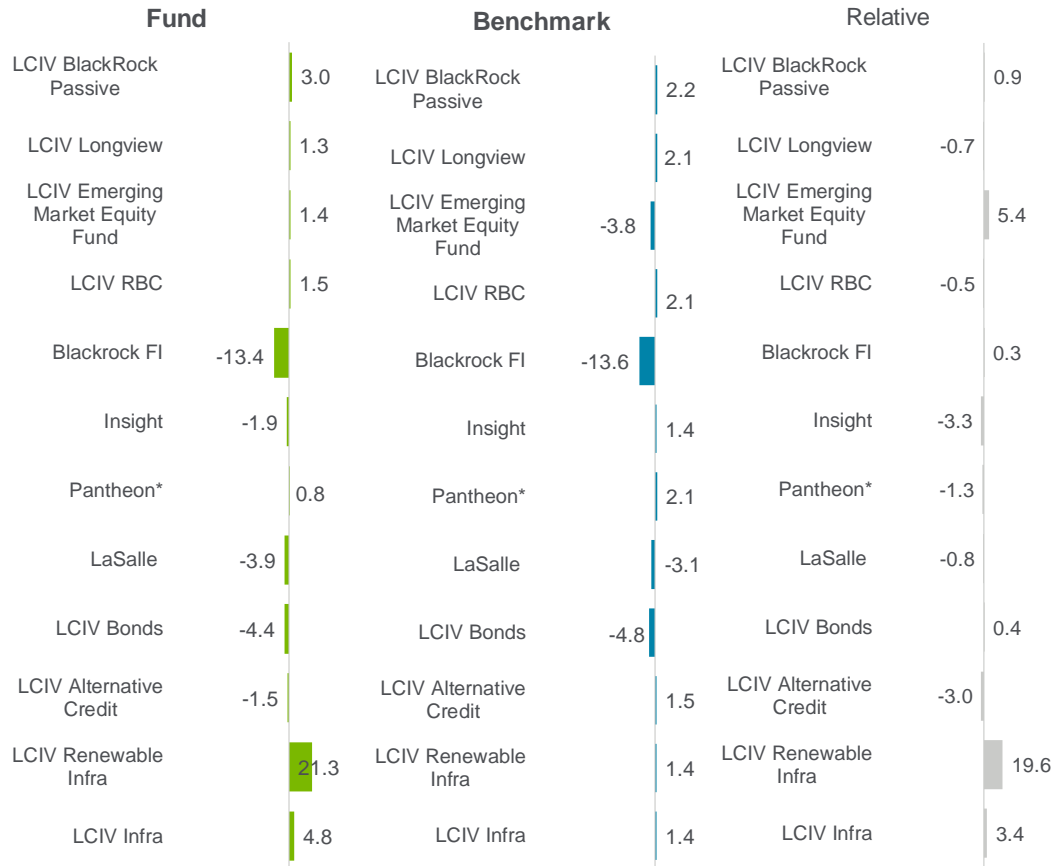 Fund
LCIV BlackRock
Passive
3.0
LCIV Longview
1.3
LCIV Emerging
Market Equity
Fund
1.4
LCIV RBC
1.5
Blackrock FI
-13.4
Insight
-1.9
Pantheon*
0.8
LaSalle
-3.9
LCIV Bonds
-4.4
LCIV Alternative
Credit
-1.5
LCIV Renewable
Infra
21.3
LCIV Infra
4.8
Benchmark
LCIV BlackRock
Passive
2.2
LCIV Longview
2.1
LCIV Emerging
Market Equity
Fund
-3.8
LCIV RBC
2.1
Blackrock FI
-13.6
Insight
1.4
Pantheon*
2.1
LaSalle
-3.1
LCIV Bonds
-4.8
LCIV Alternative
Credit
1.5
LCIV Renewable
Infra
1.4
LCIV Infra
1.4
Relative
LCIV BlackRock
Passive
0.9
LCIV Longview
-0.7
LCIV Emerging
Market Equity
Fund
5.4
LCIV RBC
-0.5
Blackrock FI
0.3
Insight
-3.3
Pantheon*
-1.3
LaSalle
-0.8
LCIV Bonds
0.4
LCIV Alternative
Credit
-3.0
LCIV Renewable
Infra
19.6
LCIV Infra
3.4